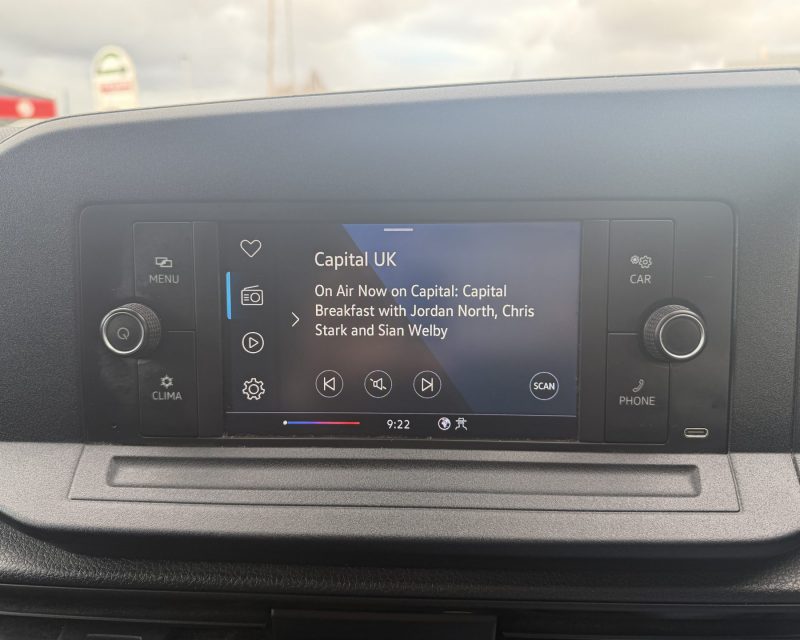 MENU
CLIMA
Capital UK
On Air Now on Capital: Capital
Breakfast with Jordan North, Chris
Stark and Sian Welby
SCAN
9:22
CAR
PHONE